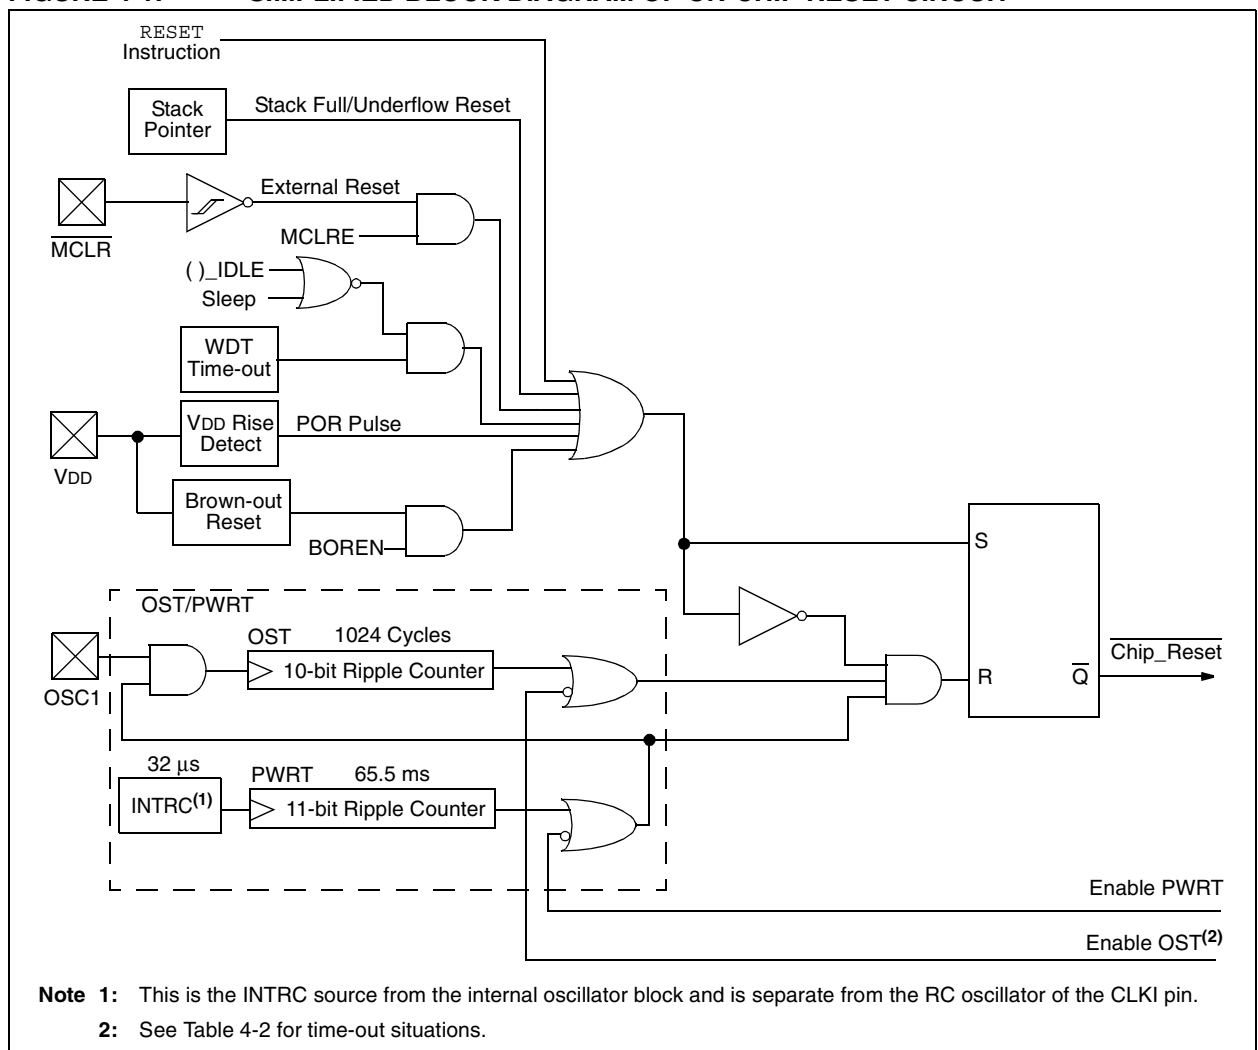 RESET
Instruction
Stack
Pointer
Stack Full/Underflow Reset
External Reset
MCLR
MCLRE
( )_IDLE
Sleep
WDT
Time-out
VDD Rise
Detect
POR Pulse
VDD
Brown-out
Reset
BOREN
S
OST/PWRT
OST 1024 Cycles
10-bit Ripple Counter
OSC1
Chip_Reset
R Q
32 µs
INTRC(1)
PWRT 65.5 ms
11-bit Ripple Counter
Enable PWRT
Enable OST(2)
Note 1: This is the INTRC source from the internal oscillator block and is separate from the RC oscillator of the CLKI pin.
2: See Table 4-2 for time-out situations.